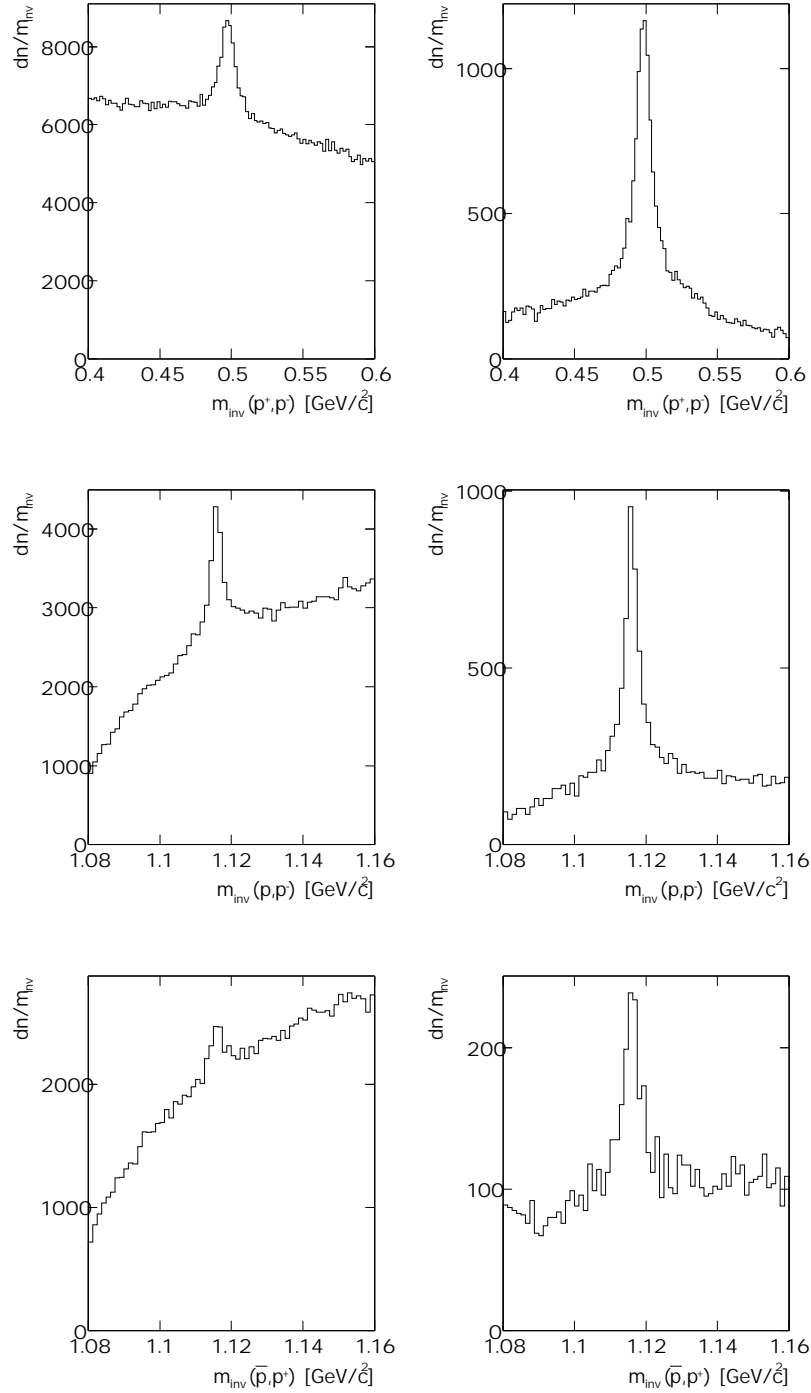 dn/m_inv
8000
6000
4000
2000
0
0.4 0.45 0.5 0.55 0.6
m_inv (p⁺,p⁻) [GeV/c²]
dn/m_inv
1000
500
0
0.4 0.45 0.5 0.55 0.6
m_inv (p⁺,p⁻) [GeV/c²]
dn/m_inv
4000
3000
2000
1000
0
1.08 1.1 1.12 1.14 1.16
m_inv (p,p⁻) [GeV/c²]
dn/m_inv
1000
500
0
1.08 1.1 1.12 1.14 1.16
m_inv (p,p⁻) [GeV/c²]
dn/m_inv
2000
1000
0
1.08 1.1 1.12 1.14 1.16
m_inv (p̅,p⁺) [GeV/c²]
dn/m_inv
200
100
0
1.08 1.1 1.12 1.14 1.16
m_inv (p̅,p⁺) [GeV/c²]